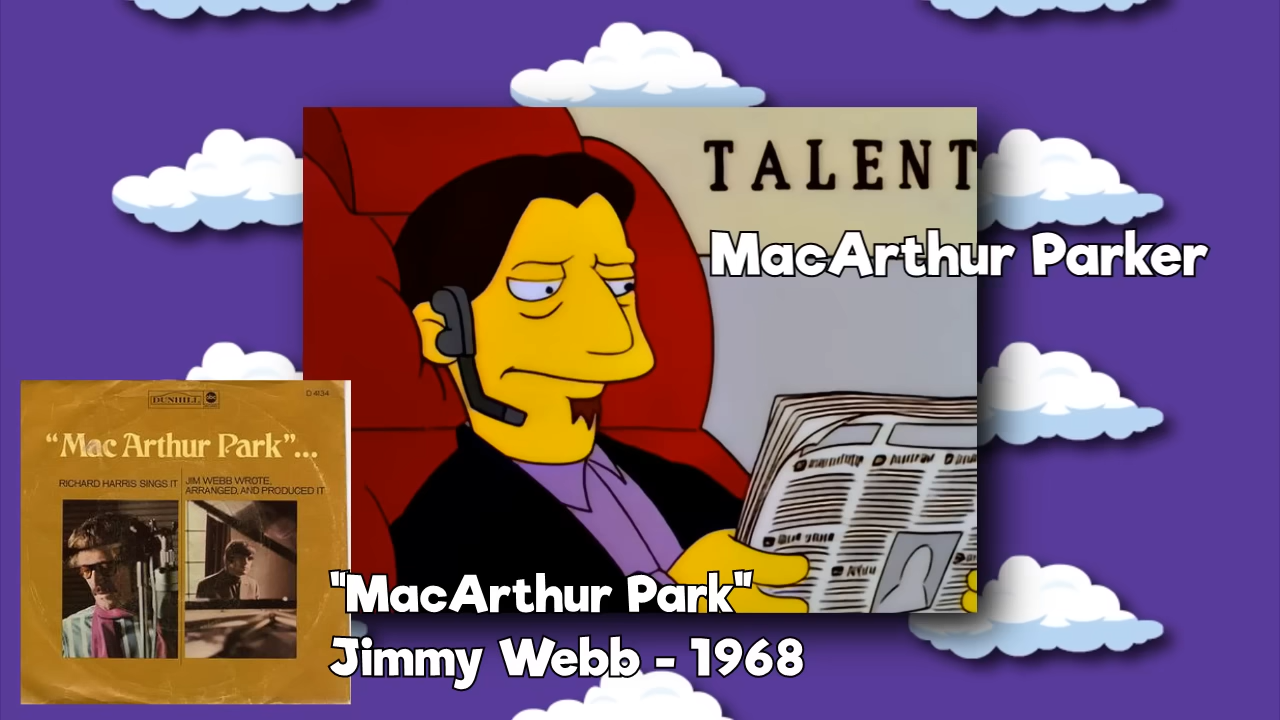 TALENT
MacArthur Parker
DUNHILL abc
D 4134
"Mac Arthur Park"...
RICHARD HARRIS SINGS IT
JIM WEBB WROTE,
ARRANGED, AND PRODUCED IT
"MacArthur Park"
Jimmy Webb - 1968